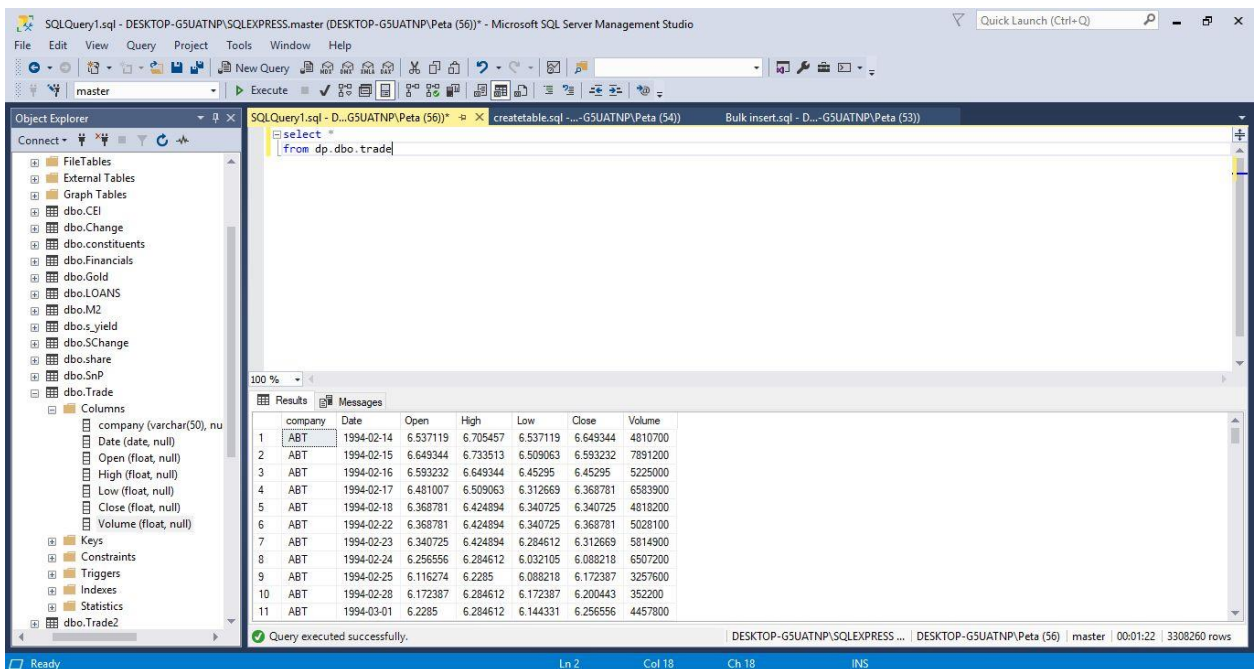 SQLQuery1.sql - DESKTOP-G5UATNP\SQLEXPRESS.master (DESKTOP-G5UATNP\Peta (56))* - Microsoft SQL Server Management Studio
Quick Launch (Ctrl+Q)
File Edit View Query Project Tools Window Help
New Query
master
Execute
Object Explorer
SQLQuery1.sql - D...G5UATNP\Peta (56))*
createtable.sql -...-G5UATNP\Peta (54))
Bulk insert.sql - D...-G5UATNP\Peta (53))
Connect
select *
from dp.dbo.trade
FileTables
External Tables
Graph Tables
dbo.CEI
dbo.Change
dbo.constituents
dbo.Financials
dbo.Gold
dbo.LOANS
dbo.M2
dbo.s_yield
dbo.SChange
dbo.share
dbo.SnP
dbo.Trade
Columns
company (varchar(50), nu
Date (date, null)
Open (float, null)
High (float, null)
Low (float, null)
Close (float, null)
Volume (float, null)
Keys
Constraints
Triggers
Indexes
Statistics
dbo.Trade2
100 %
Results Messages
company Date Open High Low Close Volume
1 ABT 1994-02-14 6.537119 6.705457 6.537119 6.649344 4810700
2 ABT 1994-02-15 6.649344 6.733513 6.509063 6.593232 7891200
3 ABT 1994-02-16 6.593232 6.649344 6.45295 6.45295 5225000
4 ABT 1994-02-17 6.481007 6.509063 6.312669 6.368781 6583900
5 ABT 1994-02-18 6.368781 6.424894 6.340725 6.340725 4818200
6 ABT 1994-02-22 6.368781 6.424894 6.340725 6.368781 5028100
7 ABT 1994-02-23 6.340725 6.424894 6.284612 6.312669 5814900
8 ABT 1994-02-24 6.256556 6.284612 6.032105 6.088218 6507200
9 ABT 1994-02-25 6.116274 6.2285 6.088218 6.172387 3257600
10 ABT 1994-02-28 6.172387 6.284612 6.172387 6.200443 352200
11 ABT 1994-03-01 6.2285 6.284612 6.144331 6.256556 4457800
Query executed successfully.
DESKTOP-G5UATNP\SQLEXPRESS ... DESKTOP-G5UATNP\Peta (56) master 00:01:22 3308260 rows
Ready Ln 2 Col 18 Ch 18 INS